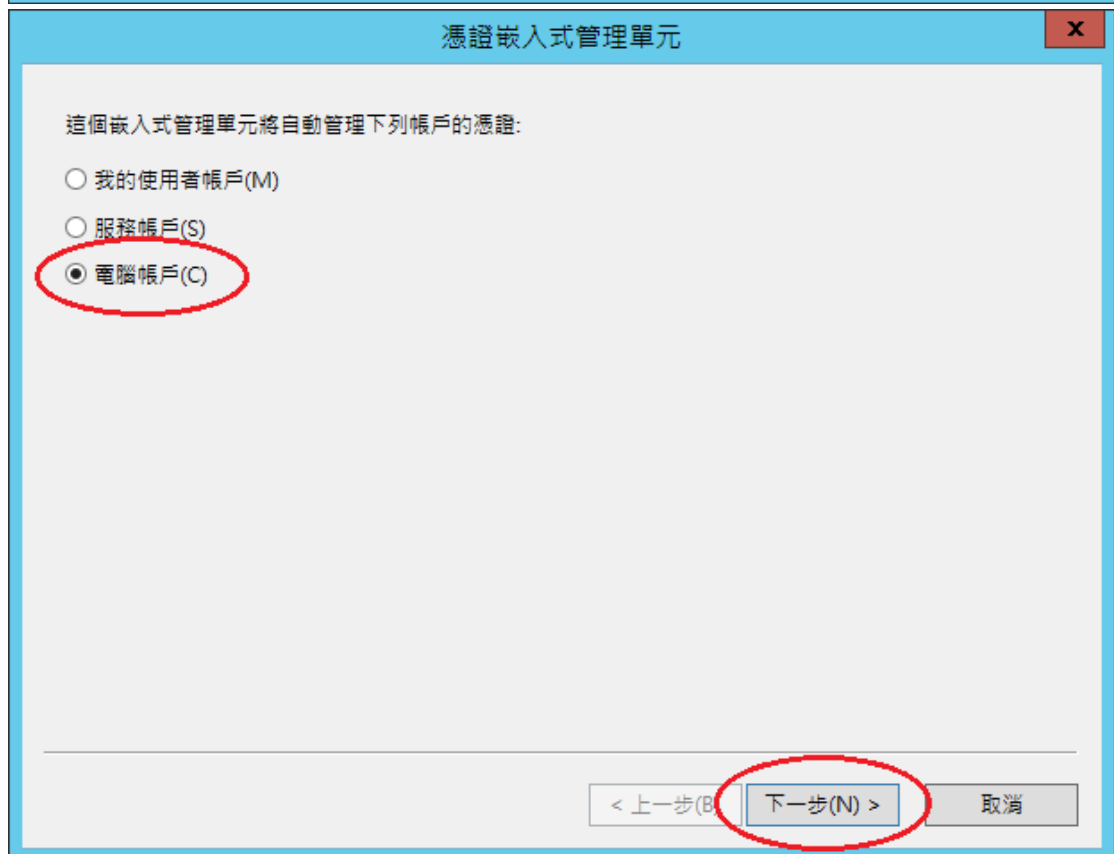 憑證嵌入式管理單元
x
這個嵌入式管理單元將自動管理下列帳戶的憑證:
我的使用者帳戶(M)
服務帳戶(S)
電腦帳戶(C)
< 上一步(B 下一步(N) > 取消